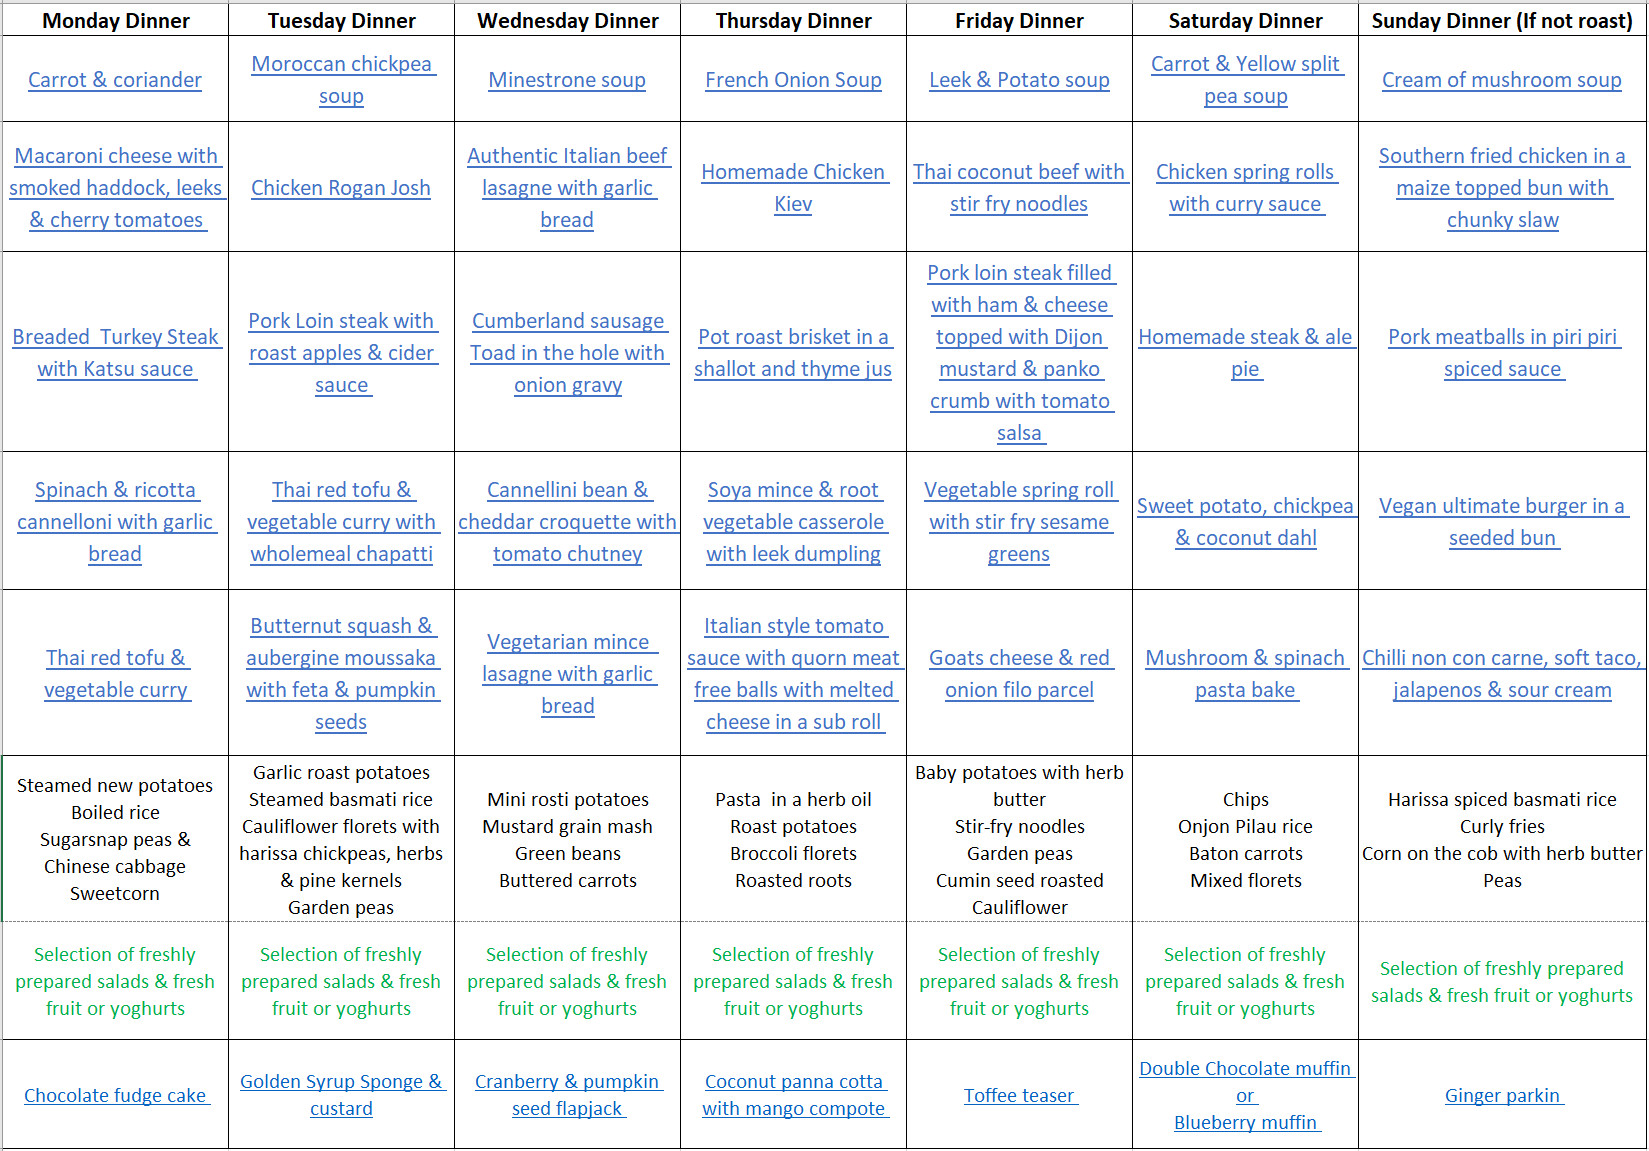 Monday Dinner
Tuesday Dinner
Wednesday Dinner
Thursday Dinner
Friday Dinner
Saturday Dinner
Sunday Dinner (If not roast)
Carrot & coriander
Moroccan chickpea
soup
Minestrone soup
French Onion Soup
Leek & Potato soup
Carrot & Yellow split
pea soup
Cream of mushroom soup
Macaroni cheese with
smoked haddock, leeks
& cherry tomatoes
Chicken Rogan Josh
Authentic Italian beef
lasagne with garlic
bread
Homemade Chicken
Kiev
Thai coconut beef with
stir fry noodles
Chicken spring rolls
with curry sauce
Southern fried chicken in a
maize topped bun with
chunky slaw
Breaded  Turkey Steak
with Katsu sauce
Pork Loin steak with
roast apples & cider
sauce
Cumberland sausage
Toad in the hole with
onion gravy
Pot roast brisket in a
shallot and thyme jus
Pork loin steak filled
with ham & cheese
topped with Dijon
mustard & panko
crumb with tomato
salsa
Homemade steak & ale
pie
Pork meatballs in piri piri
spiced sauce
Spinach & ricotta
cannelloni with garlic
bread
Thai red tofu &
vegetable curry with
wholemeal chapatti
Cannellini bean &
cheddar croquette with
tomato chutney
Soya mince & root
vegetable casserole
with leek dumpling
Vegetable spring roll
with stir fry sesame
greens
Sweet potato, chickpea
& coconut dahl
Vegan ultimate burger in a
seeded bun
Thai red tofu &
vegetable curry
Butternut squash &
aubergine moussaka
with feta & pumpkin
seeds
Vegetarian mince
lasagne with garlic
bread
Italian style tomato
sauce with quorn meat
free balls with melted
cheese in a sub roll
Goats cheese & red
onion filo parcel
Mushroom & spinach
pasta bake
Chilli non con carne, soft taco,
jalapenos & sour cream
Steamed new potatoes
Boiled rice
Sugarsnap peas &
Chinese cabbage
Sweetcorn
Garlic roast potatoes
Steamed basmati rice
Cauliflower florets with
harissa chickpeas, herbs
& pine kernels
Garden peas
Mini rosti potatoes
Mustard grain mash
Green beans
Buttered carrots
Pasta  in a herb oil
Roast potatoes
Broccoli florets
Roasted roots
Baby potatoes with herb
butter
Stir-fry noodles
Garden peas
Cumin seed roasted
Cauliflower
Chips
Onjon Pilau rice
Baton carrots
Mixed florets
Harissa spiced basmati rice
Curly fries
Corn on the cob with herb butter
Peas
Selection of freshly
prepared salads & fresh
fruit or yoghurts
Selection of freshly
prepared salads & fresh
fruit or yoghurts
Selection of freshly
prepared salads & fresh
fruit or yoghurts
Selection of freshly
prepared salads & fresh
fruit or yoghurts
Selection of freshly
prepared salads & fresh
fruit or yoghurts
Selection of freshly
prepared salads & fresh
fruit or yoghurts
Selection of freshly prepared
salads & fresh fruit or yoghurts
Chocolate fudge cake
Golden Syrup Sponge &
custard
Cranberry & pumpkin
seed flapjack
Coconut panna cotta
with mango compote
Toffee teaser
Double Chocolate muffin
or
Blueberry muffin
Ginger parkin